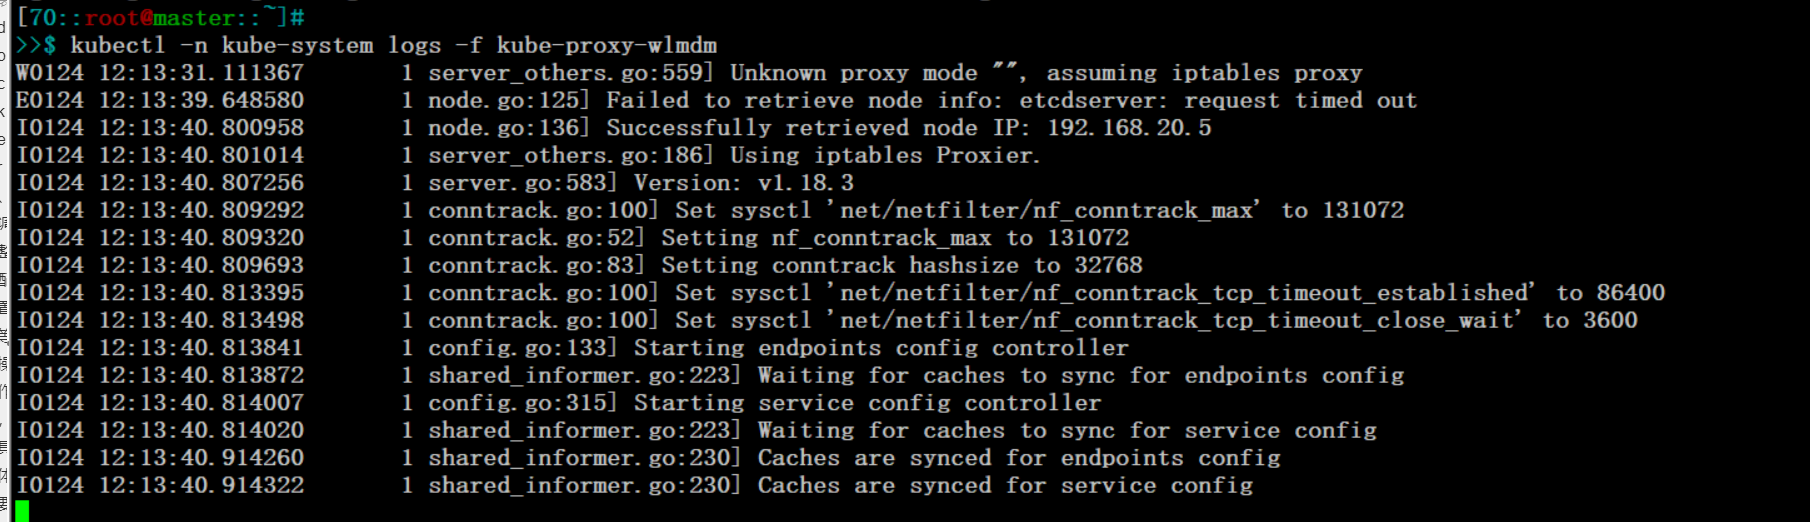 [70::root@master::~]#
>>$ kubectl -n kube-system logs -f kube-proxy-wlmdm
W0124 12:13:31.111367       1 server_others.go:559] Unknown proxy mode "", assuming iptables proxy
E0124 12:13:39.648580       1 node.go:125] Failed to retrieve node info: etcdserver: request timed out
I0124 12:13:40.800958       1 node.go:136] Successfully retrieved node IP: 192.168.20.5
I0124 12:13:40.801014       1 server_others.go:186] Using iptables Proxier.
I0124 12:13:40.807256       1 server.go:583] Version: v1.18.3
I0124 12:13:40.809292       1 conntrack.go:100] Set sysctl 'net/netfilter/nf_conntrack_max' to 131072
I0124 12:13:40.809320       1 conntrack.go:52] Setting nf_conntrack_max to 131072
I0124 12:13:40.809693       1 conntrack.go:83] Setting conntrack hashsize to 32768
I0124 12:13:40.813395       1 conntrack.go:100] Set sysctl 'net/netfilter/nf_conntrack_tcp_timeout_established' to 86400
I0124 12:13:40.813498       1 conntrack.go:100] Set sysctl 'net/netfilter/nf_conntrack_tcp_timeout_close_wait' to 3600
I0124 12:13:40.813841       1 config.go:133] Starting endpoints config controller
I0124 12:13:40.813872       1 shared_informer.go:223] Waiting for caches to sync for endpoints config
I0124 12:13:40.814007       1 config.go:315] Starting service config controller
I0124 12:13:40.814020       1 shared_informer.go:223] Waiting for caches to sync for service config
I0124 12:13:40.914260       1 shared_informer.go:230] Caches are synced for endpoints config
I0124 12:13:40.914322       1 shared_informer.go:230] Caches are synced for service config